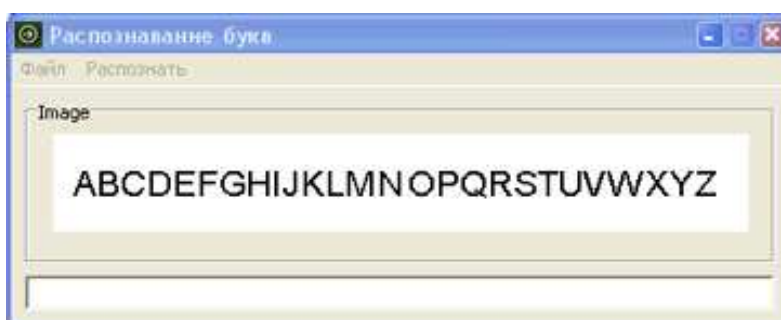 Распознавание букв
Файл Распознать
Image
ABCDEFGHIJKLMNOPQRSTUVWXYZ